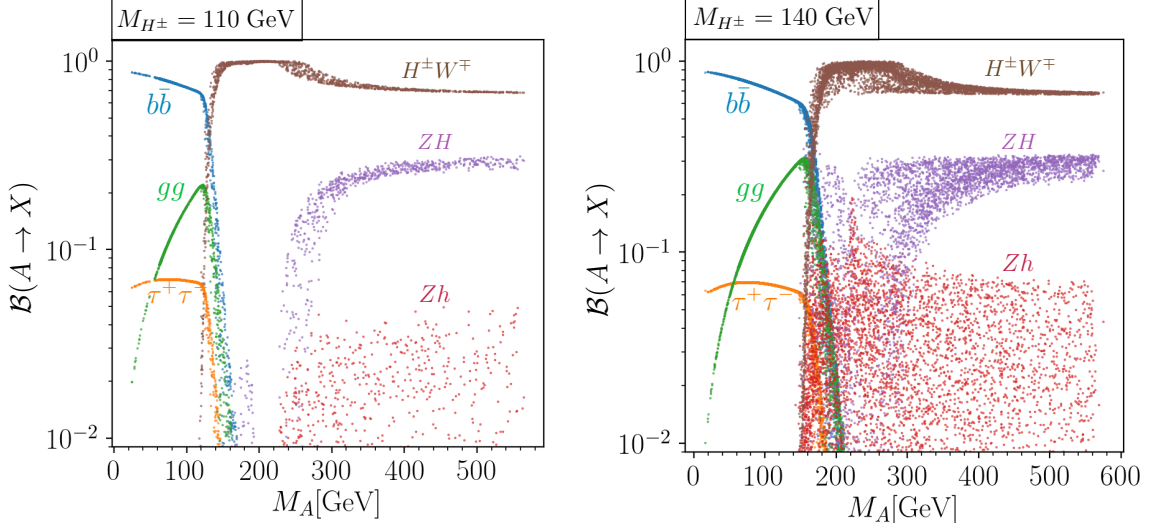 M_{H^±} = 110 GeV
10^0
10^{-1}
10^{-2}
B(A → X)
H^±W^∓
bb̄
ZH
gg
τ^+τ^-
Zh
0 100 200 300 400 500
M_A[GeV]
M_{H^±} = 140 GeV
10^0
10^{-1}
10^{-2}
B(A → X)
H^±W^∓
bb̄
ZH
gg
Zh
τ^+τ^-
0 100 200 300 400 500 600
M_A[GeV]